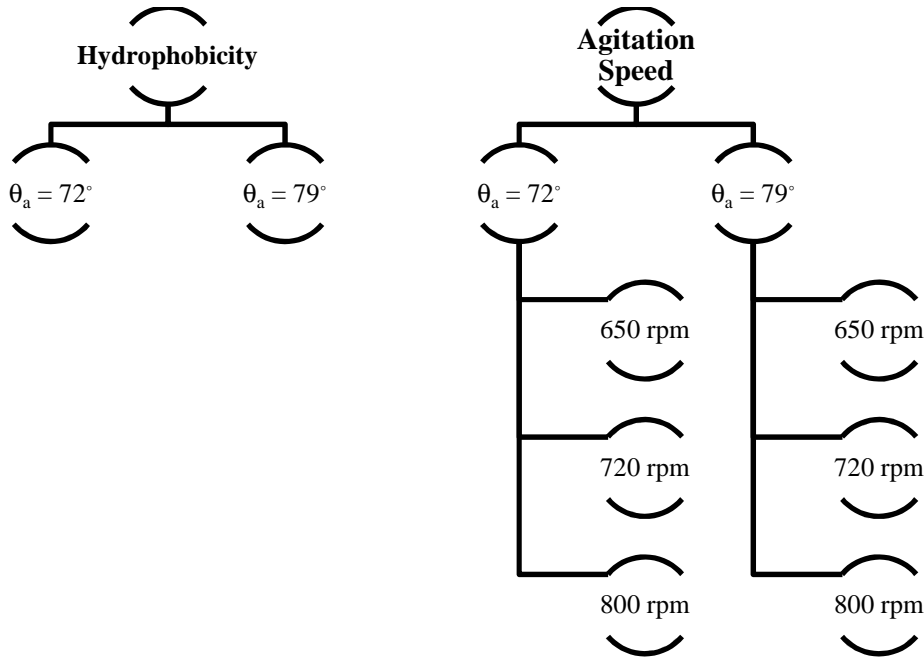 Hydrophobicity
θa = 72°
θa = 79°
Agitation
Speed
θa = 72°
650 rpm
720 rpm
800 rpm
θa = 79°
650 rpm
720 rpm
800 rpm